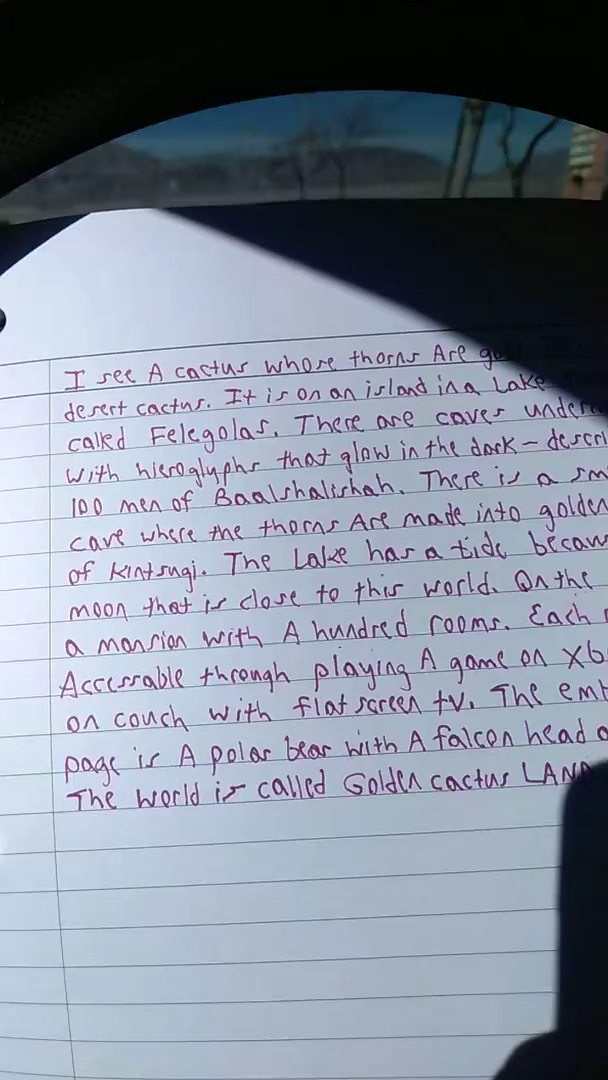 I see A cactus whose thorns Are
desert cactus. It is on an island in a Lake
called Felegolas. There are caves
with hieroglyphs that glow in the dark –
100 men of Baalshalishah. There is a
cave where the thorns Are made into golden
of Kintsugi. The Lake has a tide
moon that is close to this world. On the
a mansion with A hundred rooms. Each
Accessable through playing A game on
on couch with flat screen tv. The
page is A polar bear with A falcon head
The world is called Golden cactus LAND